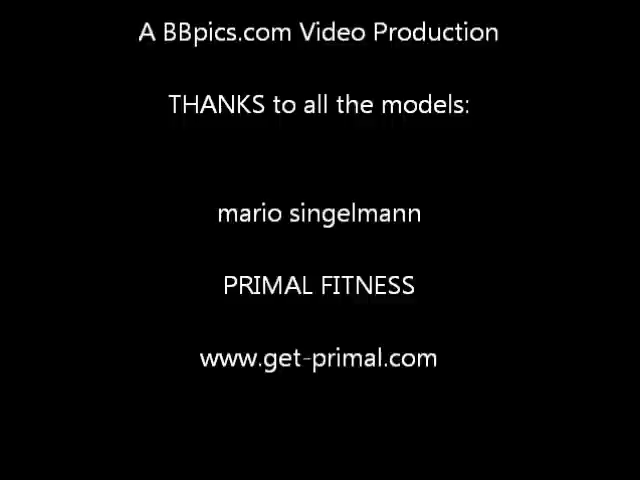 A BBpics.com Video Production
THANKS to all the models:
mario singelmann
PRIMAL FITNESS
www.get-primal.com